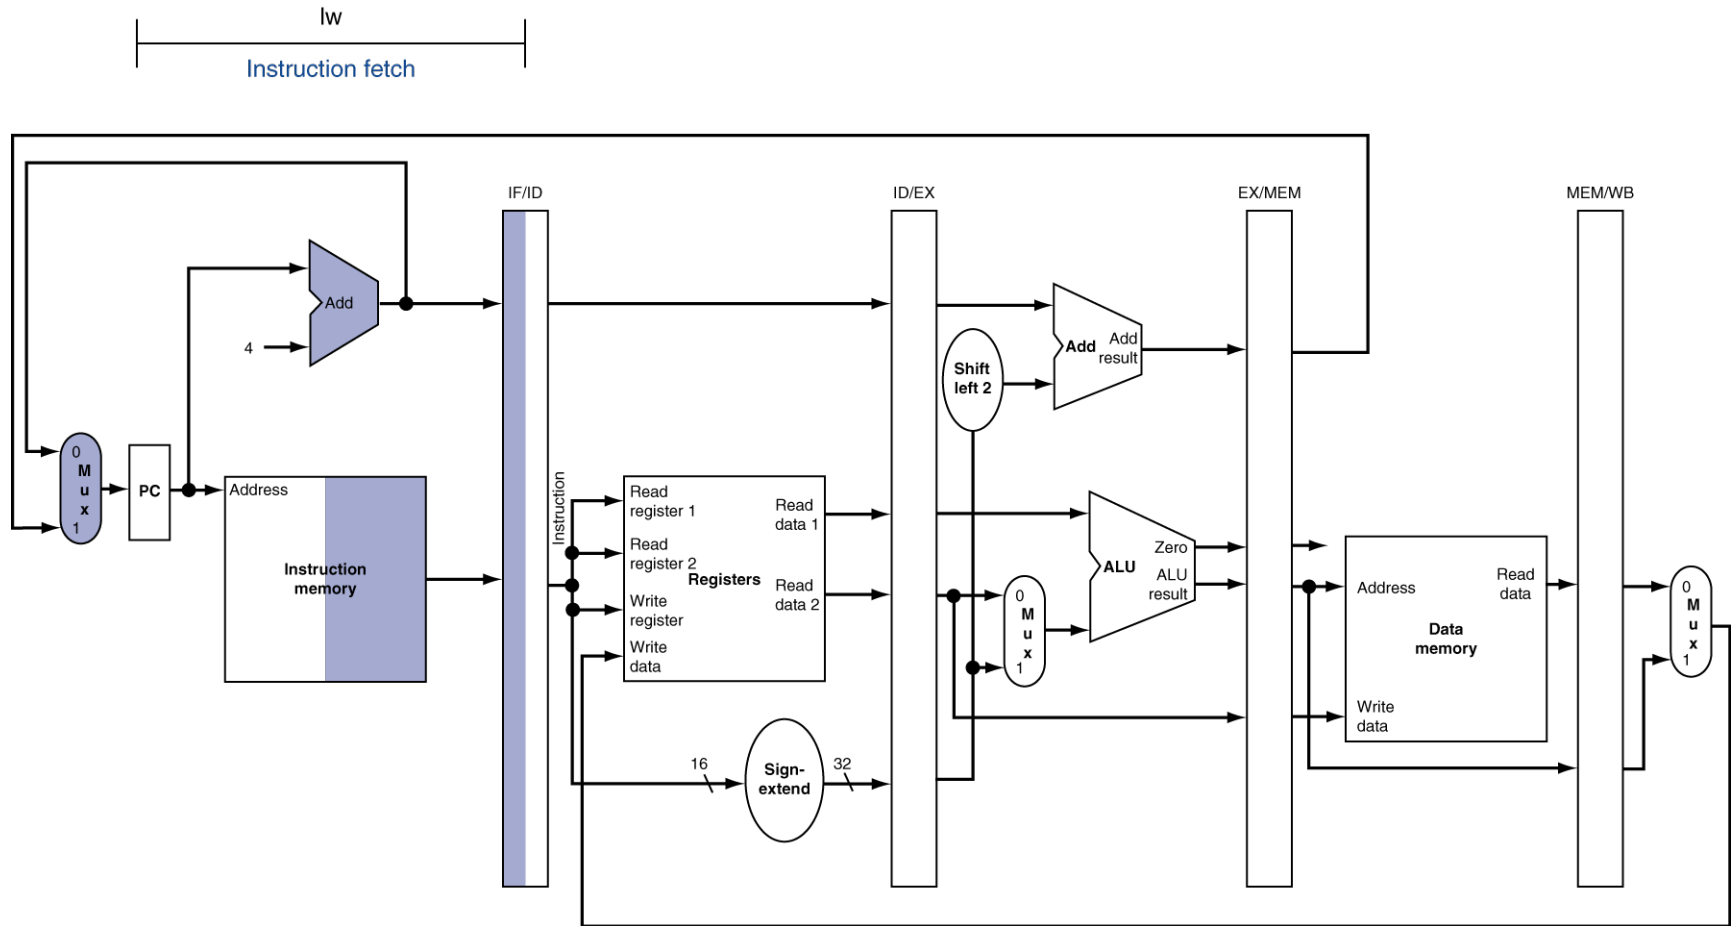 lw
Instruction fetch
IF/ID
ID/EX
EX/MEM
MEM/WB
Add
4
Add
Add
result
Shift
left 2
0
M
u
x
1
PC
Address
Instruction
memory
Instruction
Read
register 1
Read
register 2
Write
register
Write
data
Registers
Read
data 1
Read
data 2
16
Sign-
extend
32
0
M
u
x
1
Zero
ALU
ALU
result
Address
Read
data
Data
memory
Write
data
0
M
u
x
1